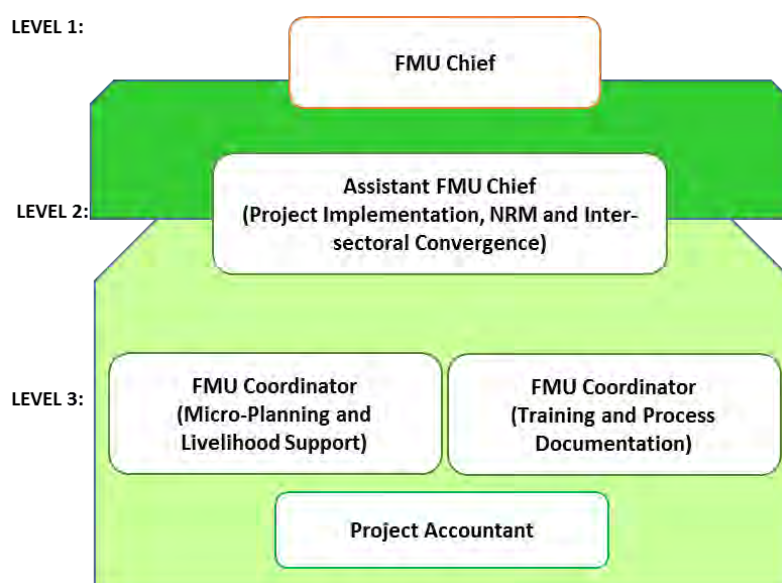 LEVEL 1:
FMU Chief
Assistant FMU Chief
(Project Implementation, NRM and Inter-
sectoral Convergence)
LEVEL 2:
FMU Coordinator
(Micro-Planning and
Livelihood Support)
FMU Coordinator
(Training and Process
Documentation)
LEVEL 3:
Project Accountant